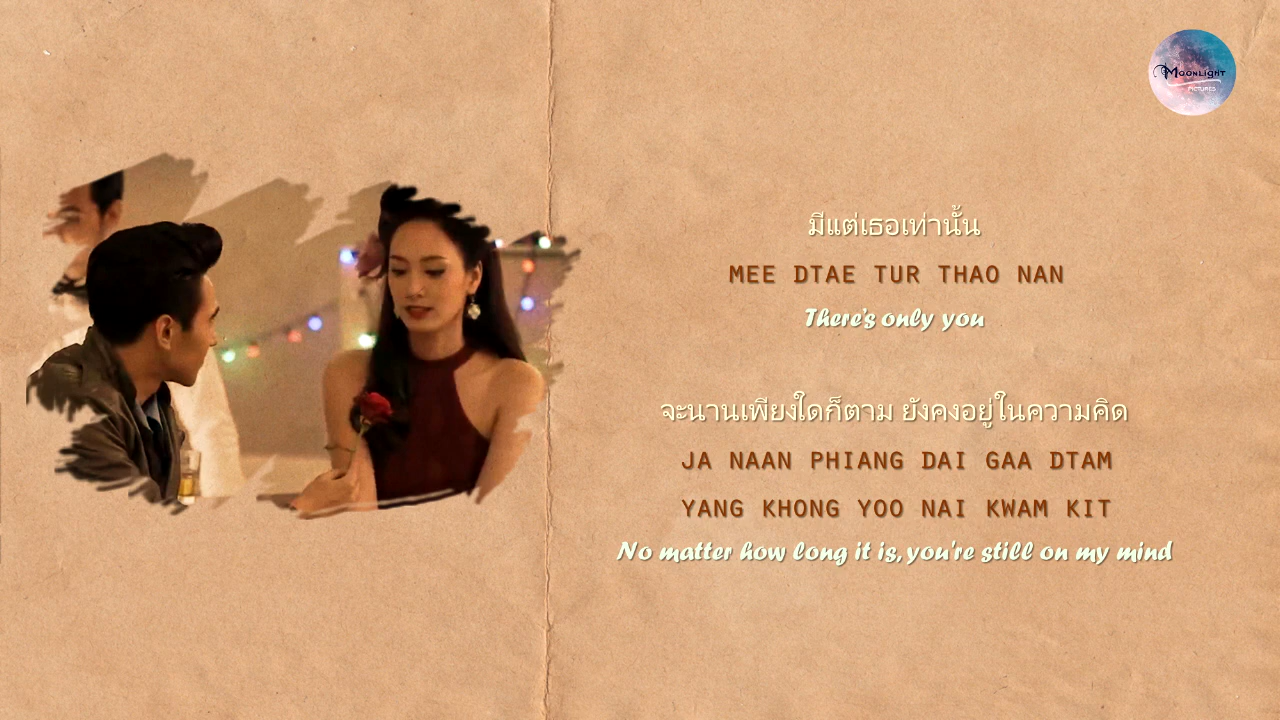 MOONLIGHT
PICTURES
มีแต่เธอเท่านั้น
MEE DTAE TUR THAO NAN
There's only you
จะนานเพียงใดก็ตาม ยังคงอยู่ในความคิด
JA NAAN PHIANG DAI GAA DTAM
YANG KHONG YOO NAI KWAM KIT
No matter how long it is, you're still on my mind